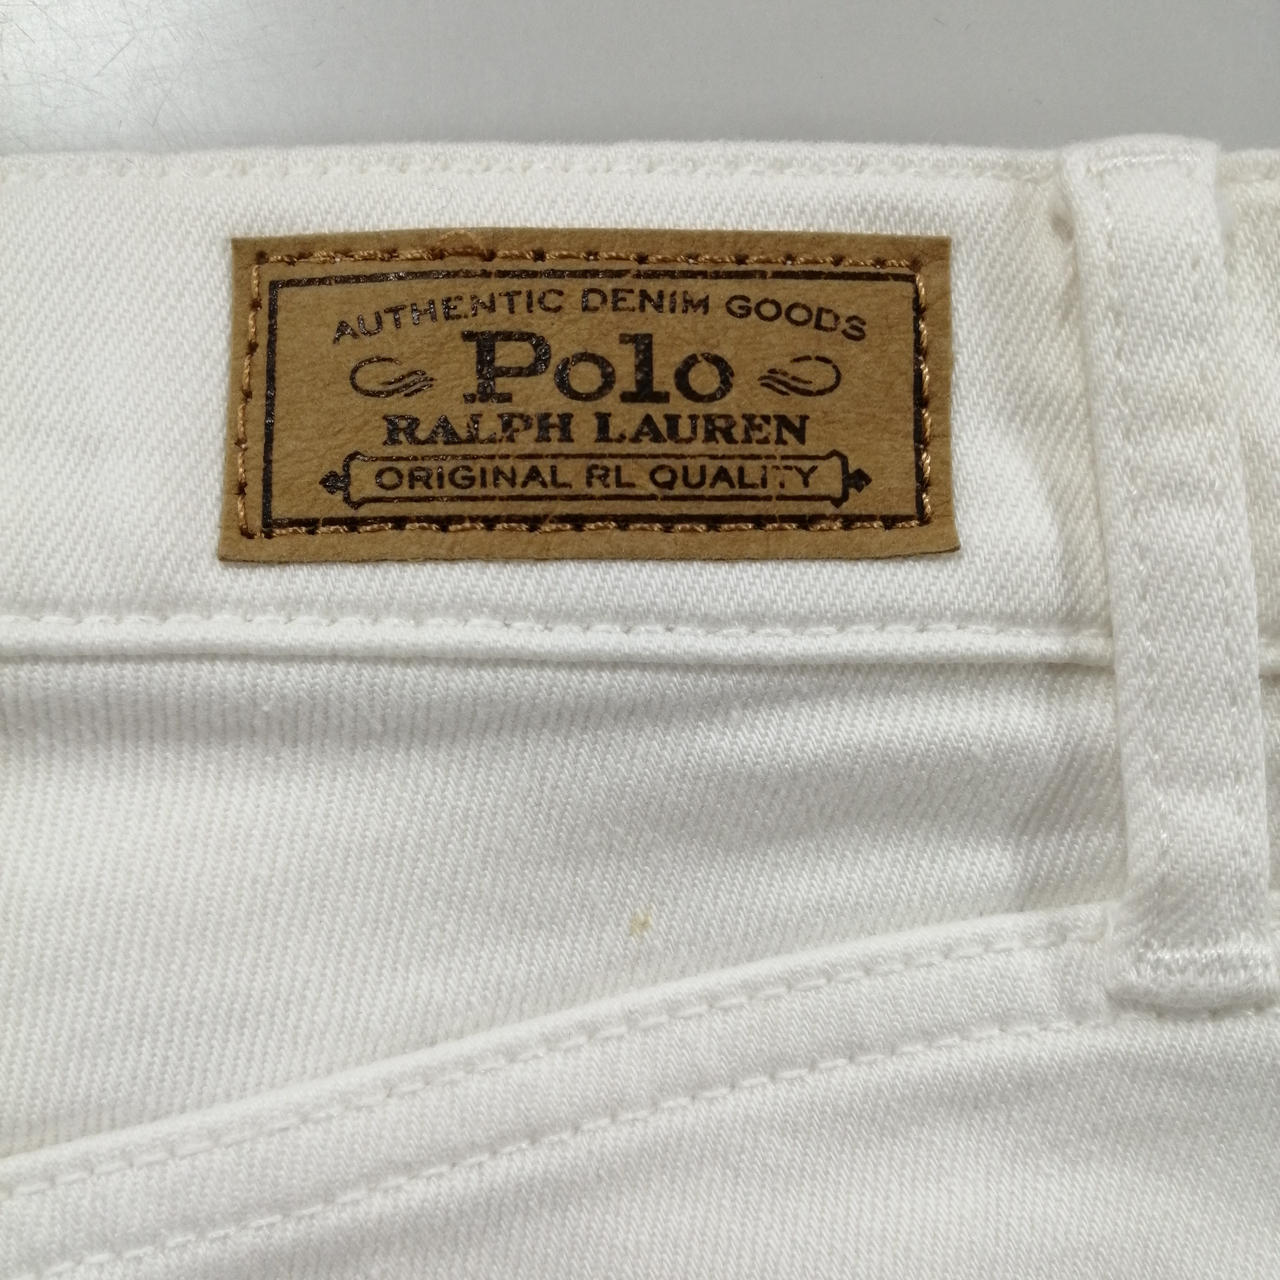 AUTHENTIC DENIM GOODS
Polo
RALPH LAUREN
ORIGINAL RL QUALITY